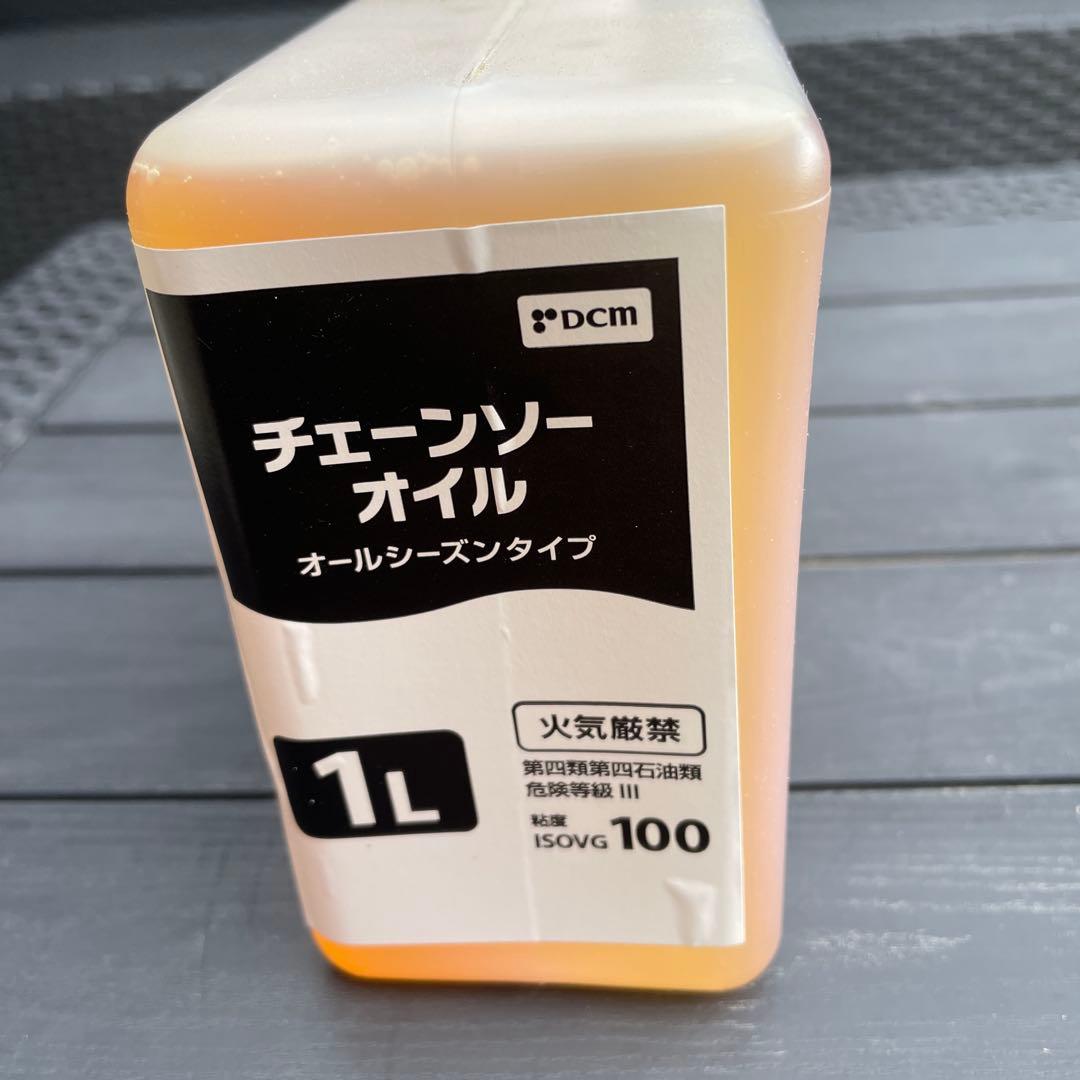 DCM
チェーンソー
オイル
オールシーズンタイプ
火気厳禁
第四類第四石油類
危険等級 III
1L
粘度
ISOVG 100